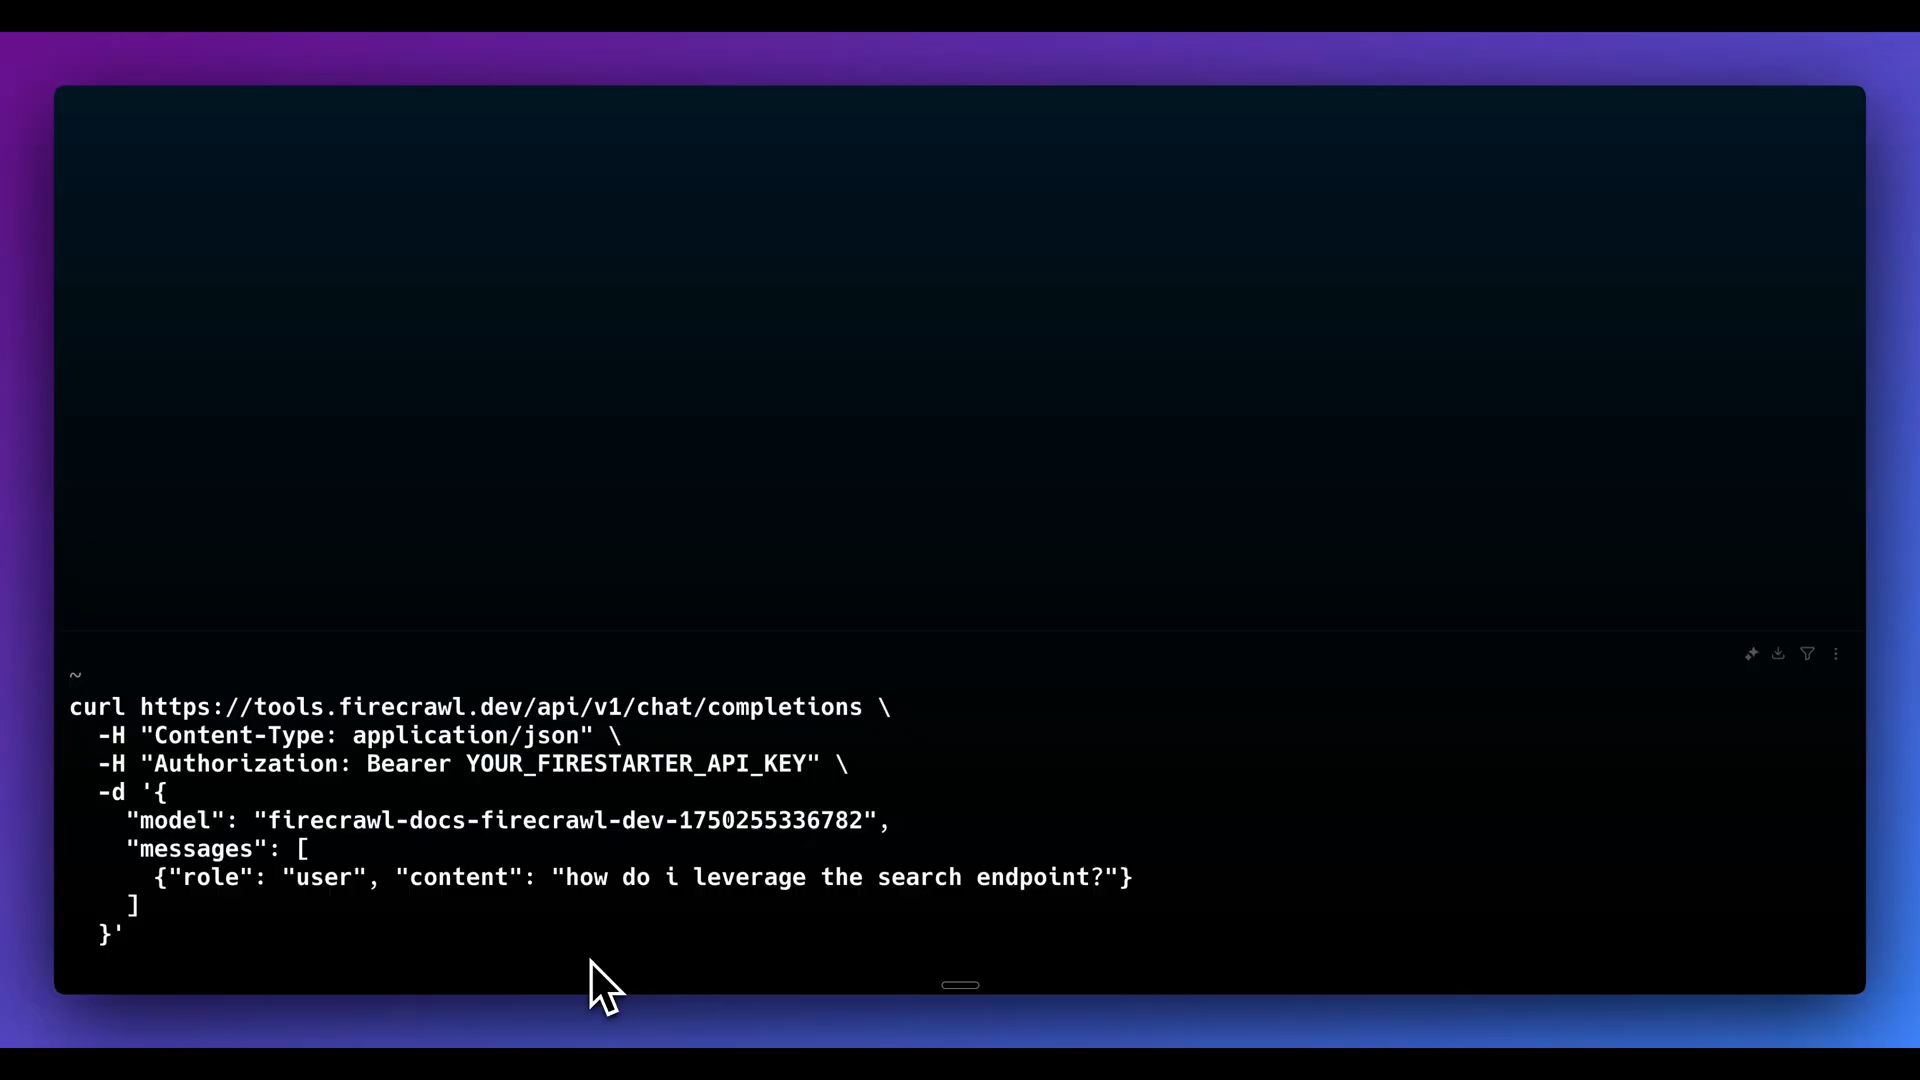 ~
curl https://tools.firecrawl.dev/api/v1/chat/completions \
  -H "Content-Type: application/json" \
  -H "Authorization: Bearer YOUR_FIRESTARTER_API_KEY" \
  -d '{
    "model": "firecrawl-docs-firecrawl-dev-1750255336782",
    "messages": [
      {"role": "user", "content": "how do i leverage the search endpoint?"}
    ]
  }'